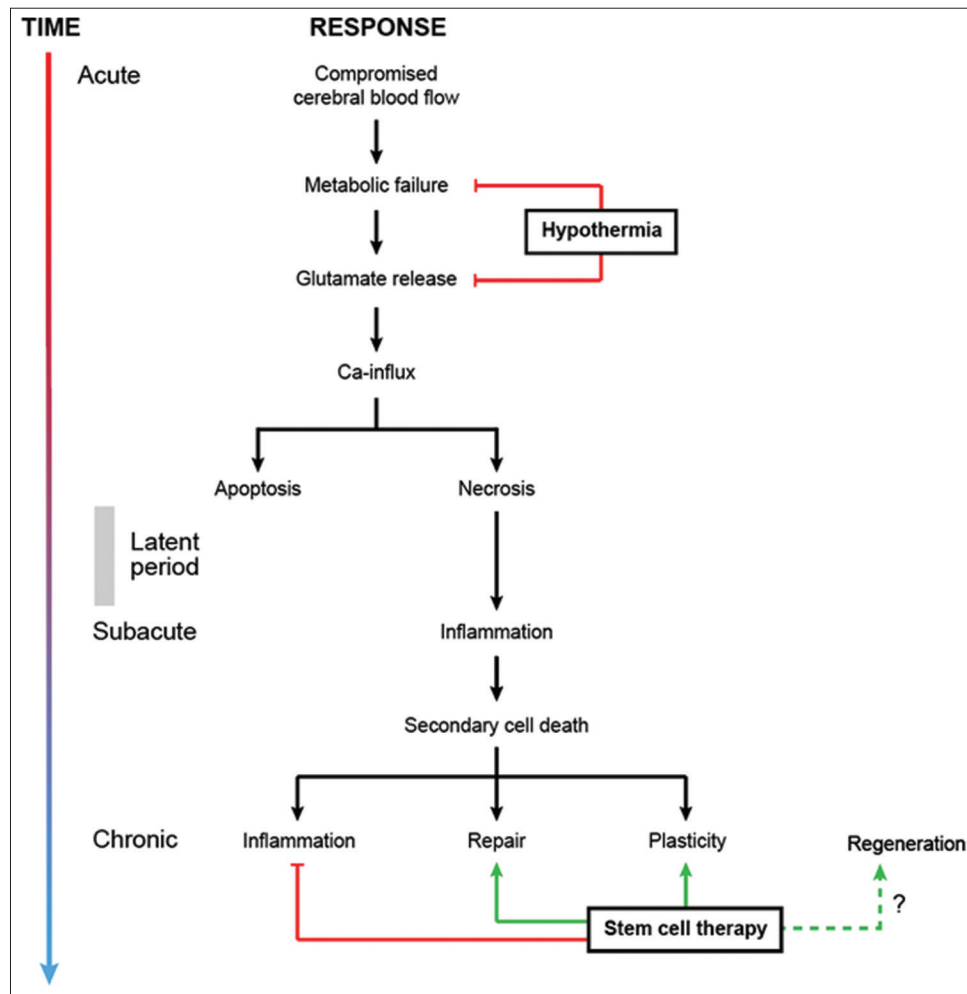 TIME
RESPONSE
Acute
Compromised
cerebral blood flow
Metabolic failure
Hypothermia
Glutamate release
Ca-influx
Apoptosis
Necrosis
Latent
period
Subacute
Inflammation
Secondary cell death
Chronic
Inflammation
Repair
Plasticity
Regeneration
?
Stem cell therapy